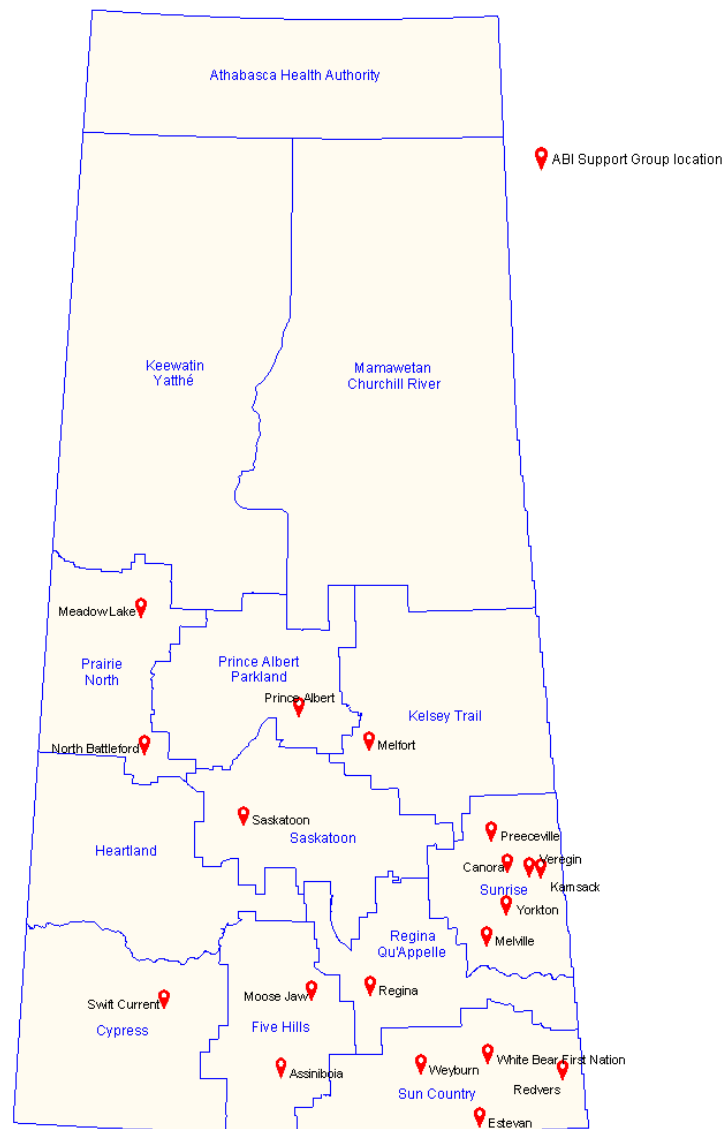 Athabasca Health Authority
ABI Support Group location
Keewatin
Yatthé
Mamawetan
Churchill River
Meadow Lake
Prairie
North
Prince Albert
Parkland
Prince Albert
Kelsey Trail
North Battleford
Melfort
Saskatoon
Saskatoon
Heartland
Preeceville
Canora
Veregin
Kamsack
Sunrise
Yorkton
Melville
Regina
Qu'Appelle
Swift Current
Cypress
Moose Jaw
Five Hills
Regina
Assiniboia
Weyburn
White Bear First Nation
Redvers
Sun Country
Estevan